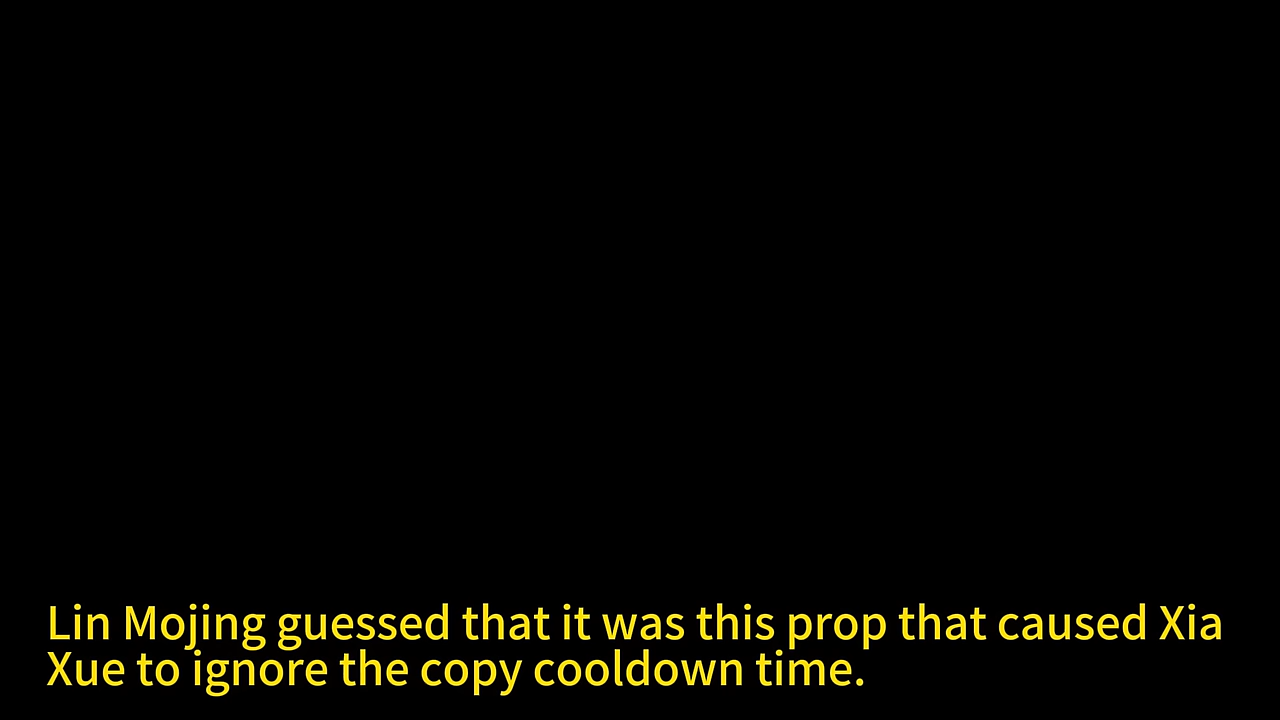 Lin Mojing guessed that it was this prop that caused Xia
Xue to ignore the copy cooldown time.